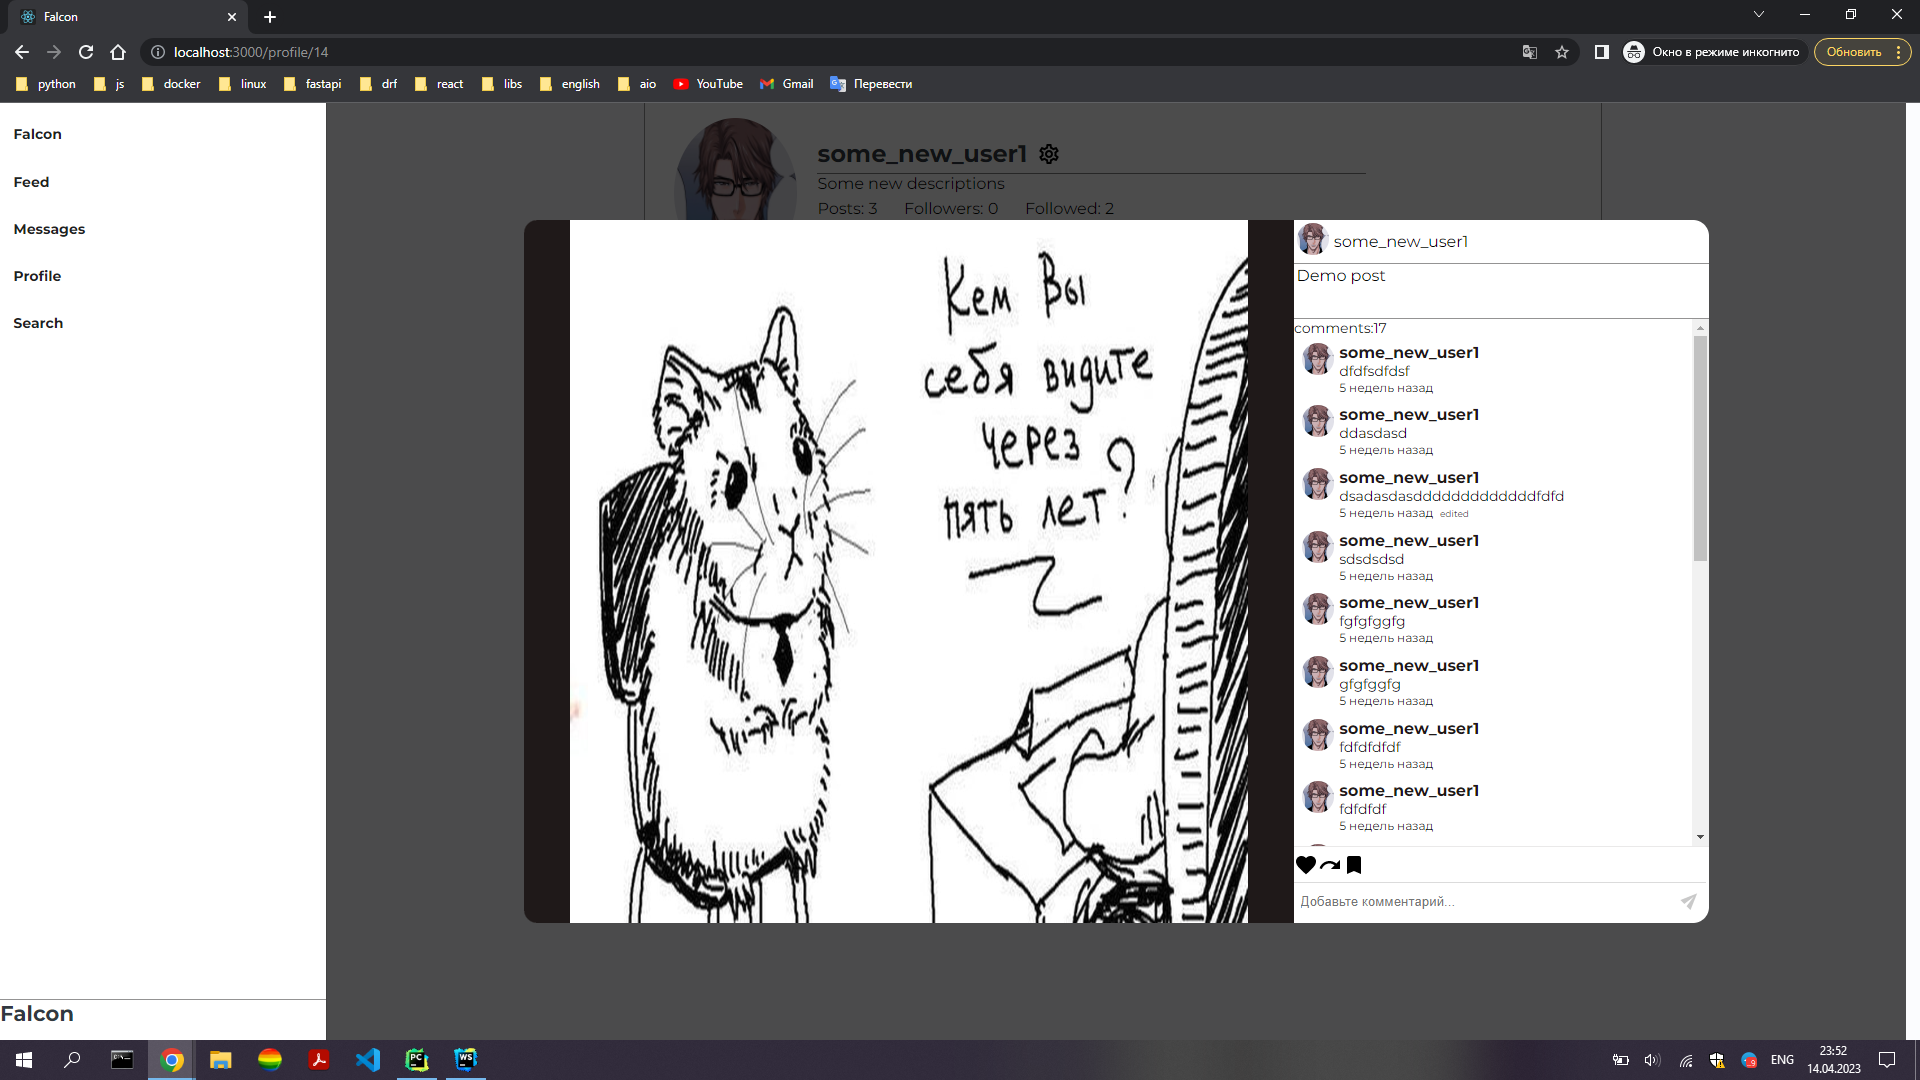 Falcon
localhost:3000/profile/14
Окно в режиме инкогнито
Обновить
python
js
docker
linux
fastapi
drf
react
libs
english
aio
YouTube
Gmail
Перевести
Falcon
Feed
Messages
Profile
Search
Falcon
some_new_user1
Some new descriptions
Posts: 3 Followers: 0 Followed: 2
Кем Вы
себя видите
через
пять лет?
some_new_user1
Demo post
comments:17
some_new_user1
dfdfsdfdsf
5 недель назад
some_new_user1
ddasdasd
5 недель назад
some_new_user1
dsadasdasddddddddddddddfdfd
5 недель назад edited
some_new_user1
sdsdsdsd
5 недель назад
some_new_user1
fgfgfggfg
5 недель назад
some_new_user1
gfgfggfg
5 недель назад
some_new_user1
fdfdfdfdf
5 недель назад
some_new_user1
fdfdfdf
5 недель назад
Добавьте комментарий...
ENG
23:52
14.04.2023